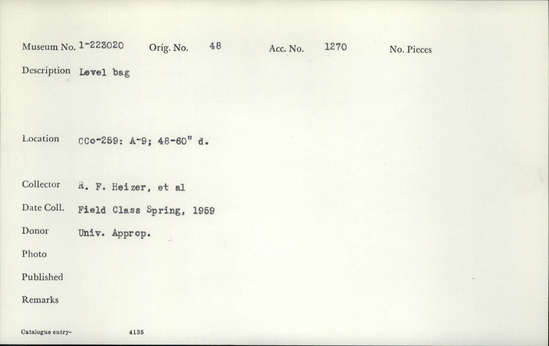 Museum No. 1-223020 Orig. No. 48 Acc. No. 1270 No. Pieces
Description Level bag
Location CCo-259: A-9; 48-60" d.
Collector R. F. Heizer, et al
Date Coll. Field Class Spring, 1959
Donor Univ. Approp.
Photo
Published
Remarks
Catalogue entry- 4135